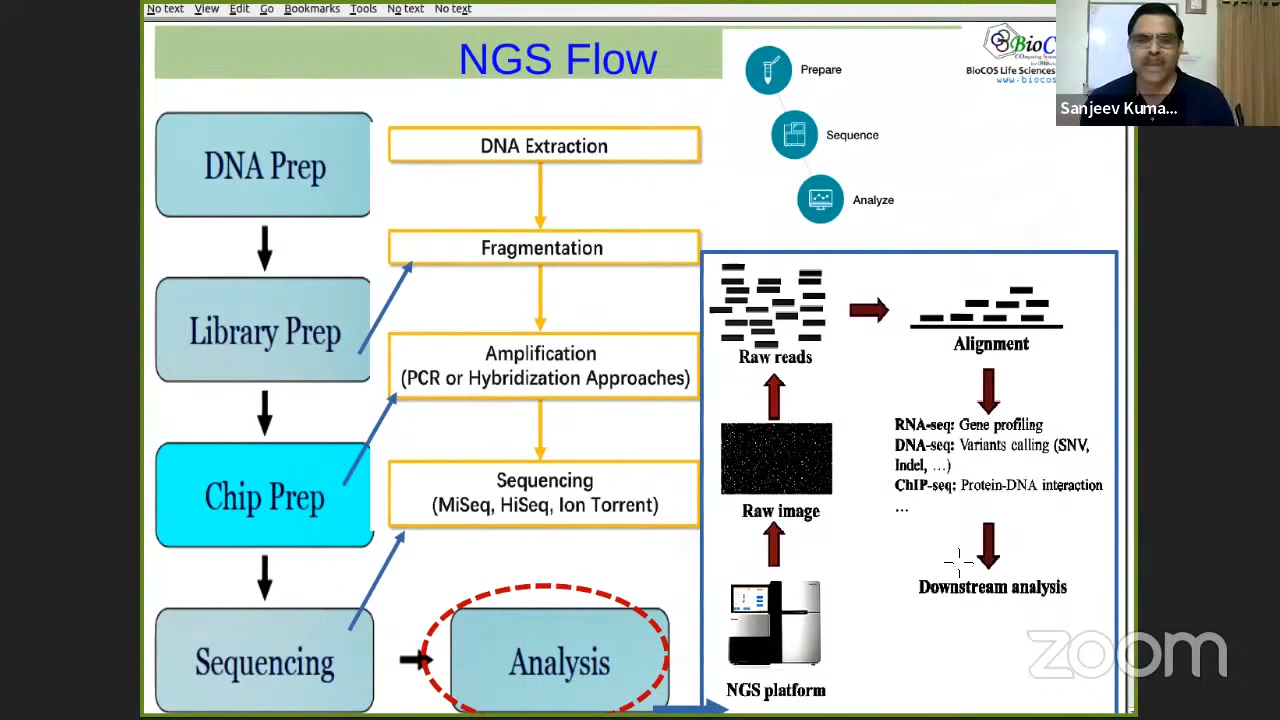 No text View Edit Go Bookmarks Tools No text No text
NGS Flow
Prepare
Sequence
Analyze
BioC
BioCOS Life Sciences
www.biocos
Sanjeev Kuma...
DNA Prep
Library Prep
Chip Prep
Sequencing
Analysis
DNA Extraction
Fragmentation
Amplification
(PCR or Hybridization Approaches)
Sequencing
(MiSeq, HiSeq, Ion Torrent)
Raw reads
Raw image
NGS platform
Alignment
RNA-seq: Gene profiling
DNA-seq: Variants calling (SNV,
Indel, ...)
ChIP-seq: Protein-DNA interaction
...
Downstream analysis
zoom